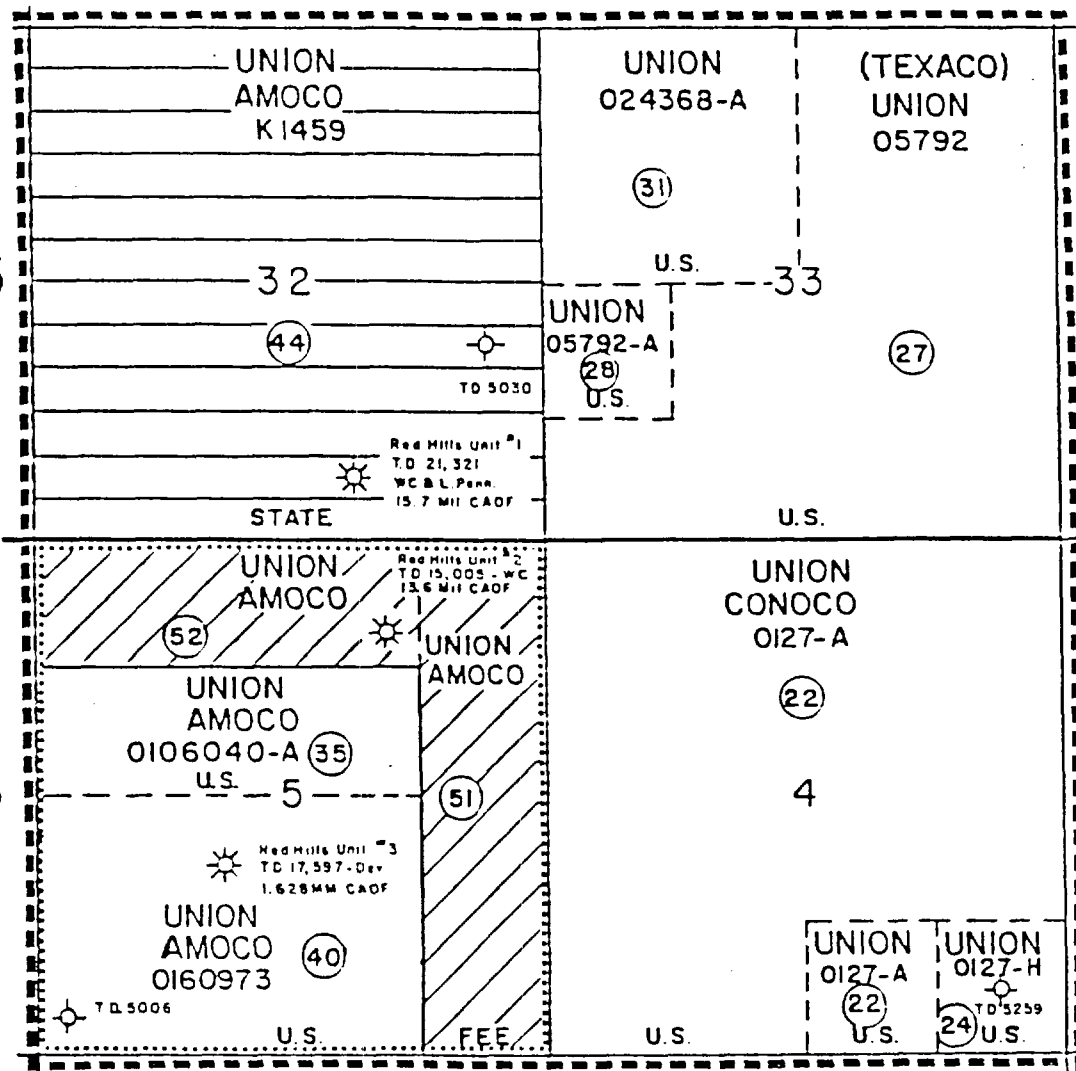 UNION
AMOCO
K1459
32
44
TD 5030
Red Hills Unit #1
T.D. 21,321
WC & L. Penn.
15.7 Mil CAOF
STATE
UNION
024368-A
31
U.S.
(TEXACO)
UNION
05792
33
UNION
05792-A
28
U.S.
27
U.S.
UNION
AMOCO
52
Red Hills Unit #2
TD 15,005 - WC
13.6 Mil CAOF
UNION
AMOCO
UNION
AMOCO
0106040-A
35
U.S.
5
51
Red Hills Unit #3
TD 17,597-Dev
1.628MM CAOF
UNION
AMOCO
0160973
40
T.D. 5006
U.S.
FEE
UNION
CONOCO
0127-A
22
4
UNION
0127-A
22
U.S.
UNION
0127-H
TD 5259
24
U.S.
U.S.